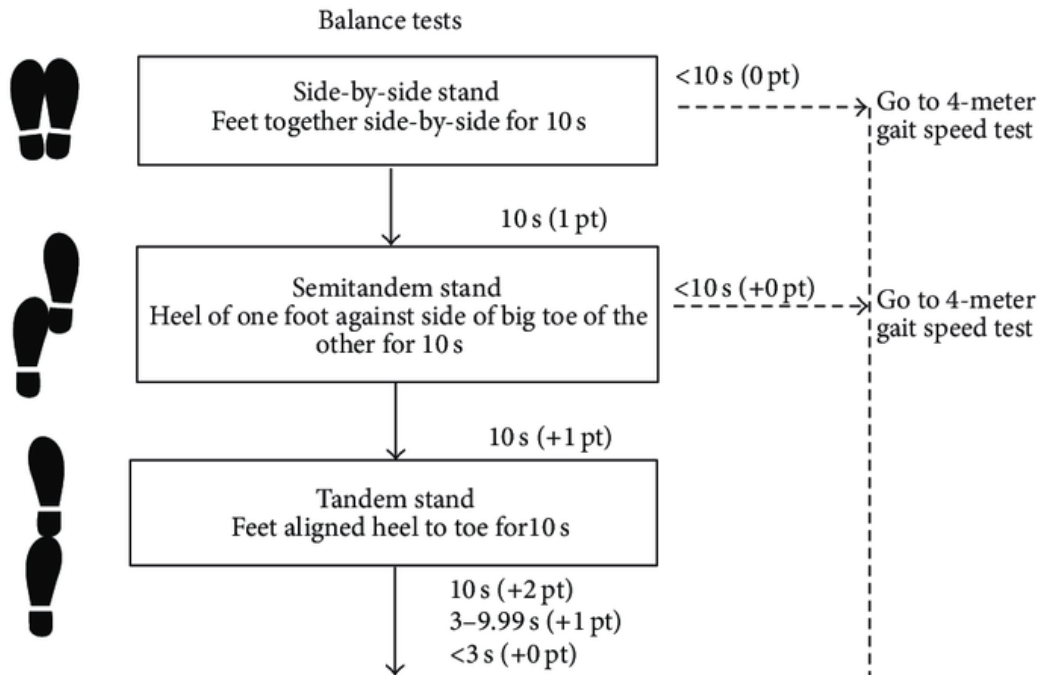 Balance tests
Side-by-side stand
Feet together side-by-side for 10 s
<10 s (0 pt)
Go to 4-meter
gait speed test
10 s (1 pt)
Semitandem stand
Heel of one foot against side of big toe of the
other for 10 s
<10 s (+0 pt)
Go to 4-meter
gait speed test
10 s (+1 pt)
Tandem stand
Feet aligned heel to toe for10 s
10 s (+2 pt)
3–9.99 s (+1 pt)
<3 s (+0 pt)